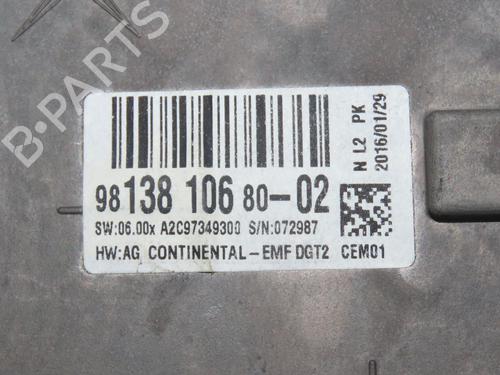 98 138 106 80-02
SW:06.00x A2C97349300 S/N:072987
HW:AG CONTINENTAL-EMF DGT2 CEM01
N L2 PK
2016/01/29
B-PARTS